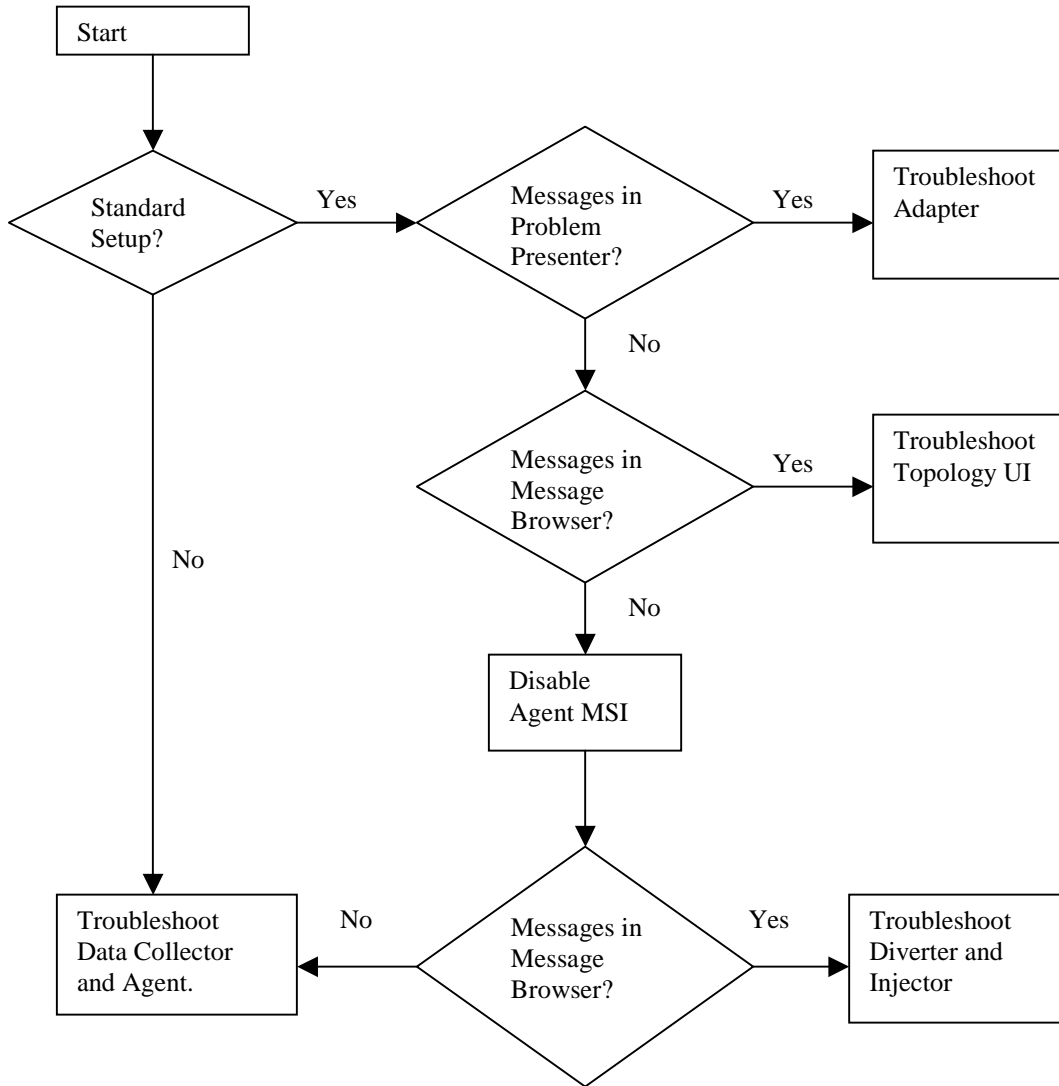 Start
Standard
Setup?
Yes
Messages in
Problem
Presenter?
Yes
Troubleshoot
Adapter
No
Messages in
Message
Browser?
Yes
Troubleshoot
Topology UI
No
No
Disable
Agent MSI
Troubleshoot
Data Collector
and Agent.
No
Messages in
Message
Browser?
Yes
Troubleshoot
Diverter and
Injector